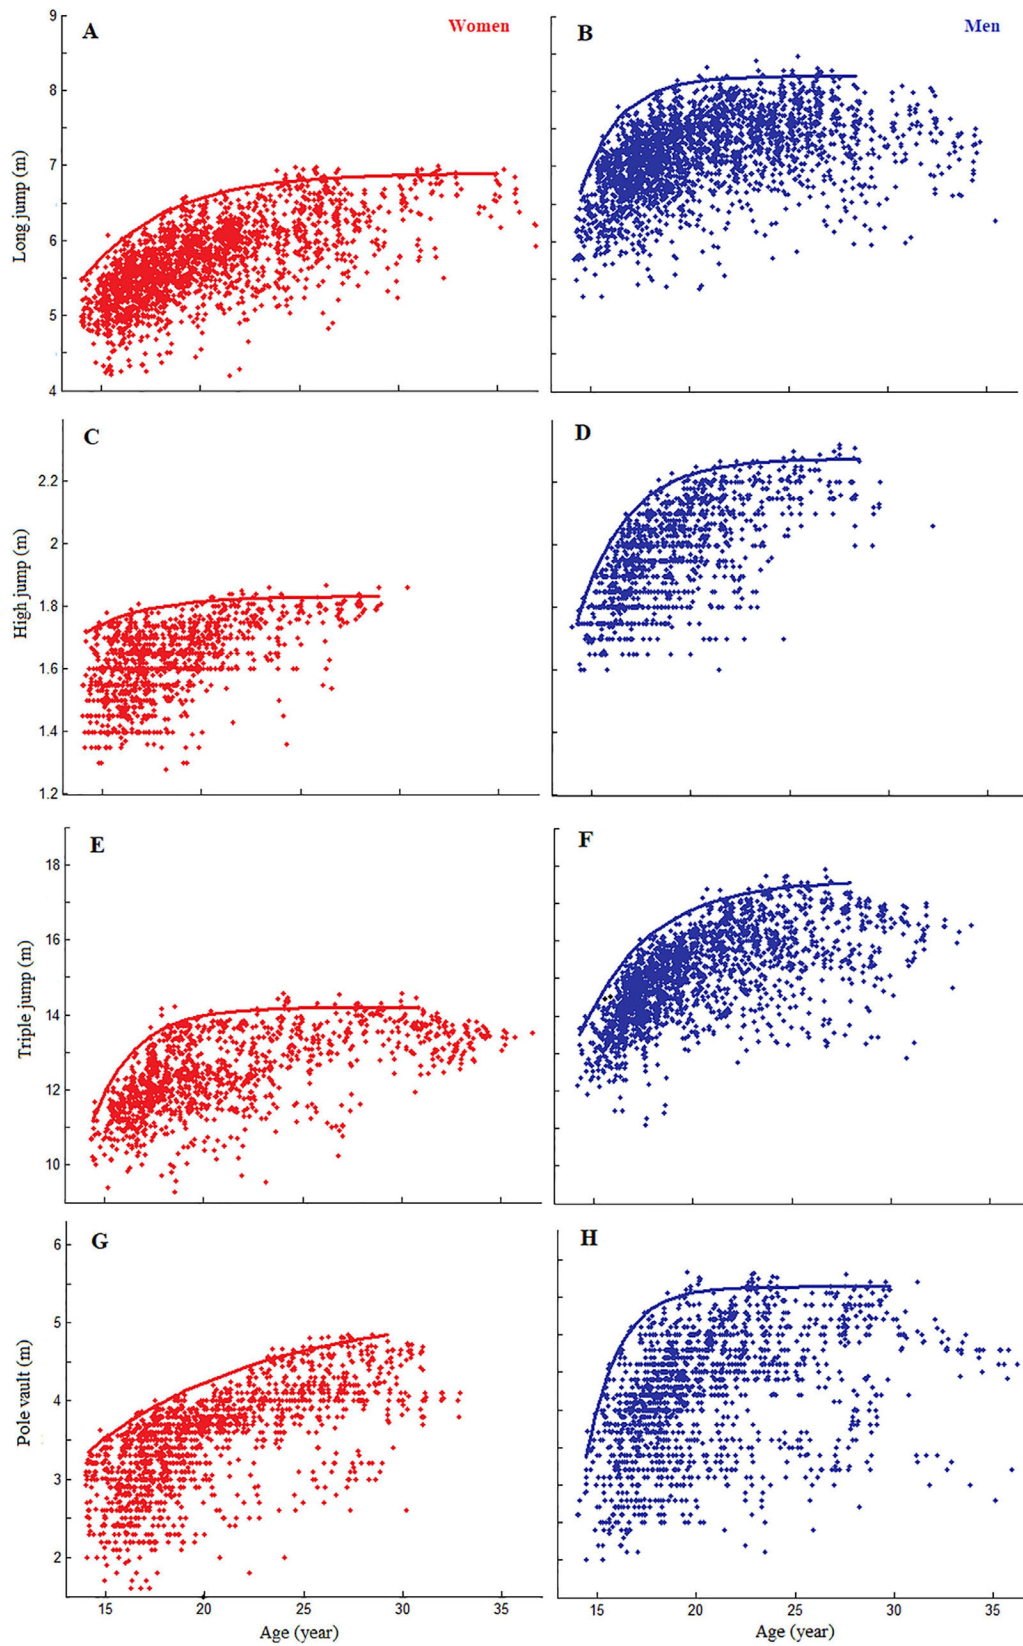 A Women
B Men
Long jump (m)
9
8
7
6
5
4
C
D
High jump (m)
2.2
2
1.8
1.6
1.4
1.2
E
F
Triple jump (m)
18
16
14
12
10
G
H
Pole vault (m)
6
5
4
3
2
15 20 25 30 35
15 20 25 30 35
Age (year)
Age (year)